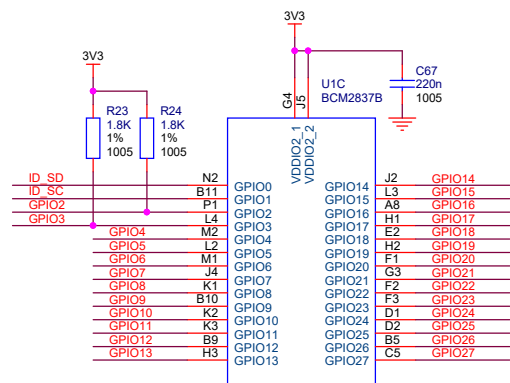 3V3
3V3
C67
220n
1005
U1C
BCM2837B
G4
J5
VDDIO2_1
VDDIO2_2
R23
1.8K
1%
1005
R24
1.8K
1%
1005
ID_SD N2 GPIO0 GPIO14 J2 GPIO14
ID_SC B11 GPIO1 GPIO15 L3 GPIO15
GPIO2 P1 GPIO2 GPIO16 A8 GPIO16
GPIO3 L4 GPIO3 GPIO17 H1 GPIO17
GPIO4 M2 GPIO4 GPIO18 E2 GPIO18
GPIO5 L2 GPIO5 GPIO19 H2 GPIO19
GPIO6 M1 GPIO6 GPIO20 F1 GPIO20
GPIO7 J4 GPIO7 GPIO21 G3 GPIO21
GPIO8 K1 GPIO8 GPIO22 F2 GPIO22
GPIO9 B10 GPIO9 GPIO23 F3 GPIO23
GPIO10 K2 GPIO10 GPIO24 D1 GPIO24
GPIO11 K3 GPIO11 GPIO25 D2 GPIO25
GPIO12 B9 GPIO12 GPIO26 B5 GPIO26
GPIO13 H3 GPIO13 GPIO27 C5 GPIO27